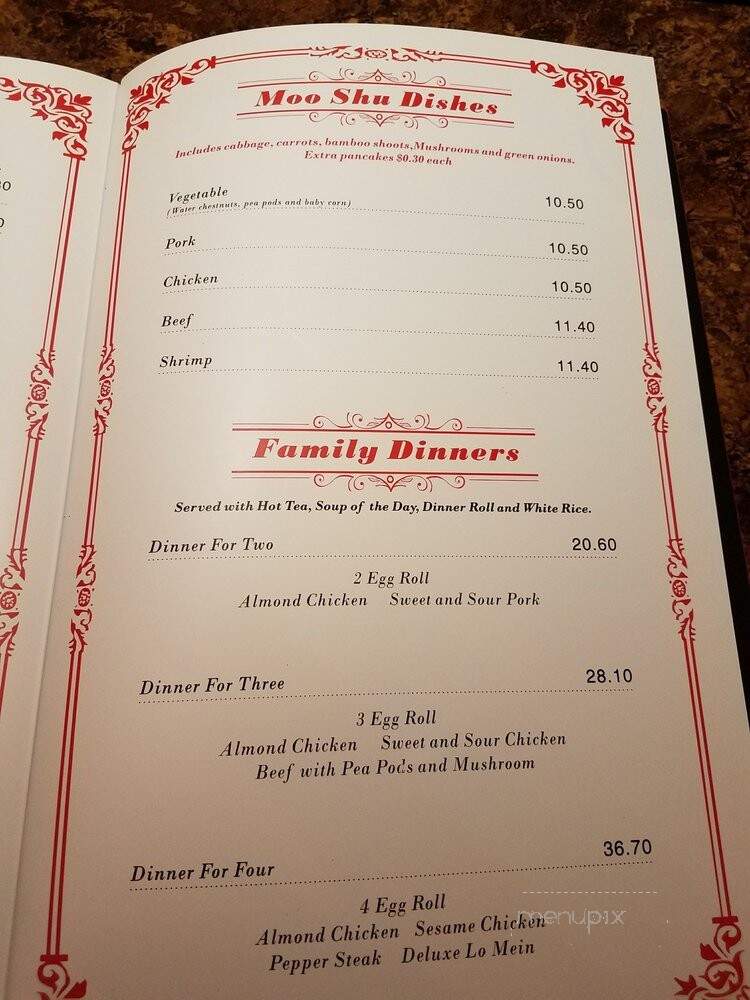 Moo Shu Dishes
Includes cabbage, carrots, bamboo shoots,Mushrooms and green onions.
Extra pancakes $0.30 each
Vegetable 10.50
(Water chestnuts, pea pods and baby corn)
Pork 10.50
Chicken 10.50
Beef 11.40
Shrimp 11.40
Family Dinners
Served with Hot Tea, Soup of the Day, Dinner Roll and White Rice.
Dinner For Two 20.60
2 Egg Roll
Almond Chicken Sweet and Sour Pork
Dinner For Three 28.10
3 Egg Roll
Almond Chicken Sweet and Sour Chicken
Beef with Pea Pods and Mushroom
Dinner For Four 36.70
4 Egg Roll
Almond Chicken Sesame Chicken
Pepper Steak Deluxe Lo Mein
menupix